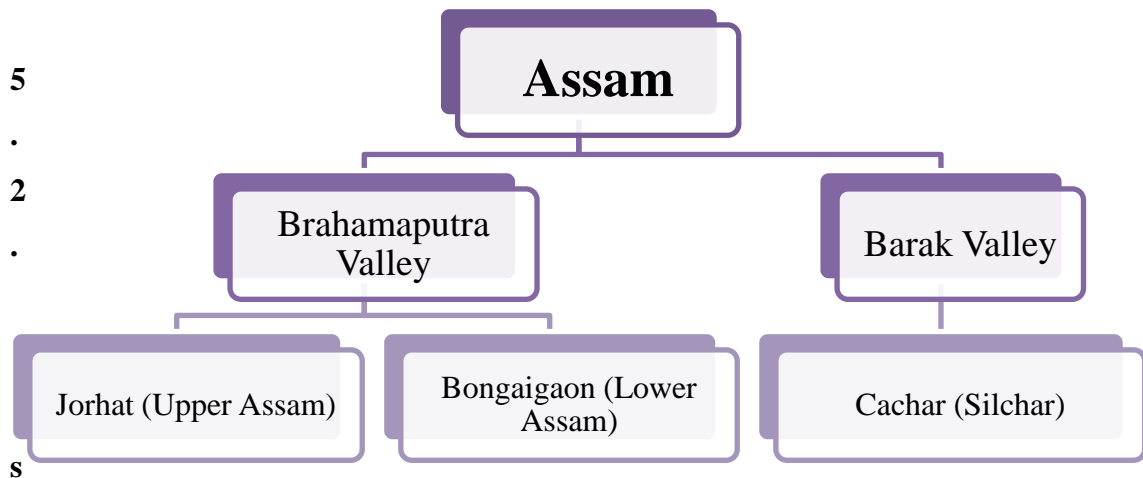 Assam
5
.
2
.
Brahamaputra
Valley
Barak Valley
Jorhat (Upper Assam)
Bongaigaon (Lower
Assam)
Cachar (Silchar)
s